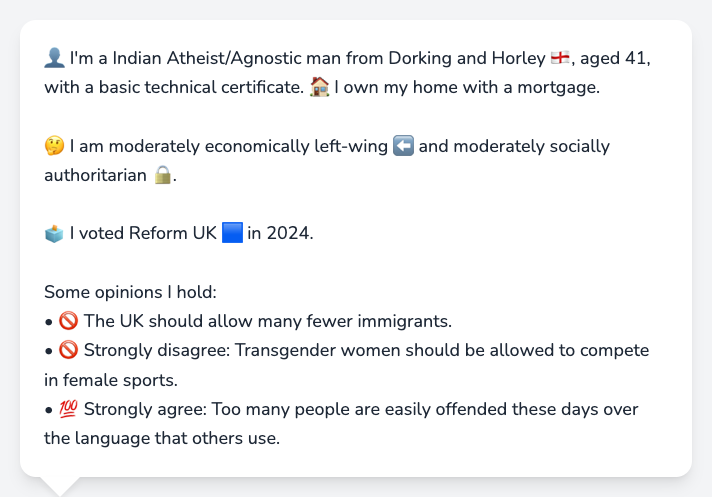 👤 I'm a Indian Atheist/Agnostic man from Dorking and Horley 🏴󠁧󠁢󠁥󠁮󠁧󠁿, aged 41,
with a basic technical certificate. 🏠 I own my home with a mortgage.
🤔 I am moderately economically left-wing ⬅️ and moderately socially
authoritarian 🔒.
🗳️ I voted Reform UK 🟦 in 2024.
Some opinions I hold:
• 🚫 The UK should allow many fewer immigrants.
• 🚫 Strongly disagree: Transgender women should be allowed to compete
in female sports.
• 💯 Strongly agree: Too many people are easily offended these days over
the language that others use.